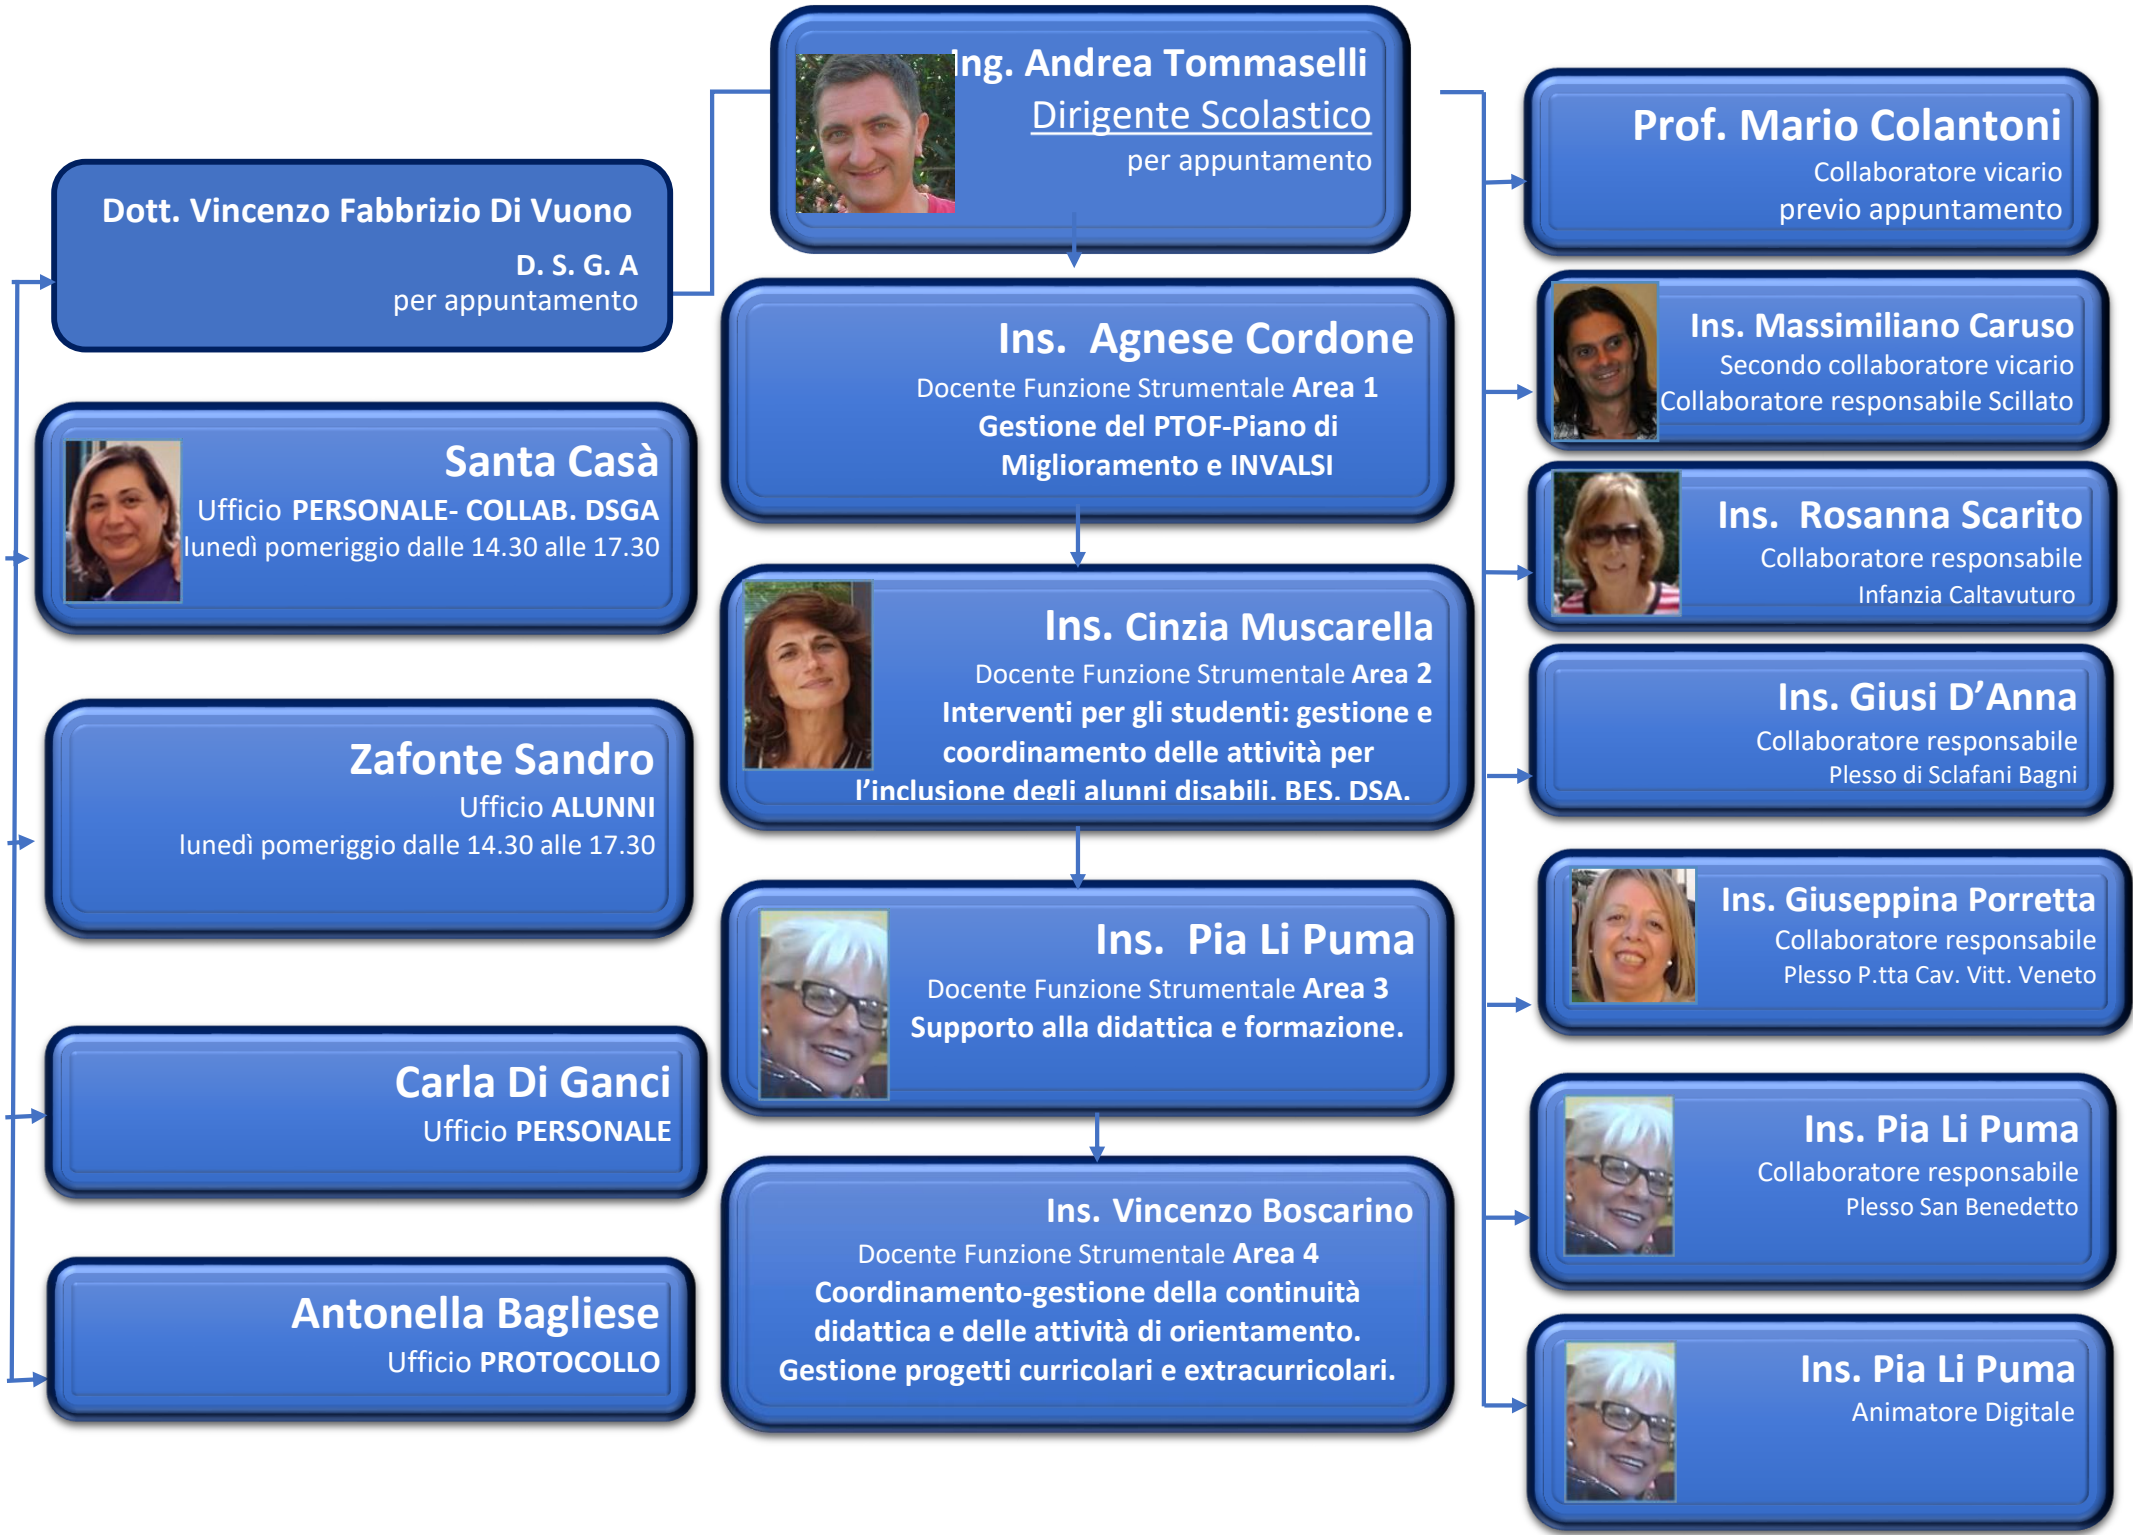 Ing. Andrea Tommaselli
Dirigente Scolastico
per appuntamento
Dott. Vincenzo Fabbrizio Di Vuono
D. S. G. A
per appuntamento
Santa Casà
Ufficio PERSONALE- COLLAB. DSGA
lunedì pomeriggio dalle 14.30 alle 17.30
Zafonte Sandro
Ufficio ALUNNI
lunedì pomeriggio dalle 14.30 alle 17.30
Carla Di Ganci
Ufficio PERSONALE
Antonella Bagliese
Ufficio PROTOCOLLO
Ins. Agnese Cordone
Docente Funzione Strumentale Area 1
Gestione del PTOF-Piano di
Miglioramento e INVALSI
Ins. Cinzia Muscarella
Docente Funzione Strumentale Area 2
Interventi per gli studenti: gestione e
coordinamento delle attività per
l’inclusione degli alunni disabili, BES, DSA.
Ins. Pia Li Puma
Docente Funzione Strumentale Area 3
Supporto alla didattica e formazione.
Ins. Vincenzo Boscarino
Docente Funzione Strumentale Area 4
Coordinamento-gestione della continuità
didattica e delle attività di orientamento.
Gestione progetti curricolari e extracurricolari.
Prof. Mario Colantoni
Collaboratore vicario
previo appuntamento
Ins. Massimiliano Caruso
Secondo collaboratore vicario
Collaboratore responsabile Scillato
Ins. Rosanna Scarito
Collaboratore responsabile
Infanzia Caltavuturo
Ins. Giusi D’Anna
Collaboratore responsabile
Plesso di Sclafani Bagni
Ins. Giuseppina Porretta
Collaboratore responsabile
Plesso P.tta Cav. Vitt. Veneto
Ins. Pia Li Puma
Collaboratore responsabile
Plesso San Benedetto
Ins. Pia Li Puma
Animatore Digitale